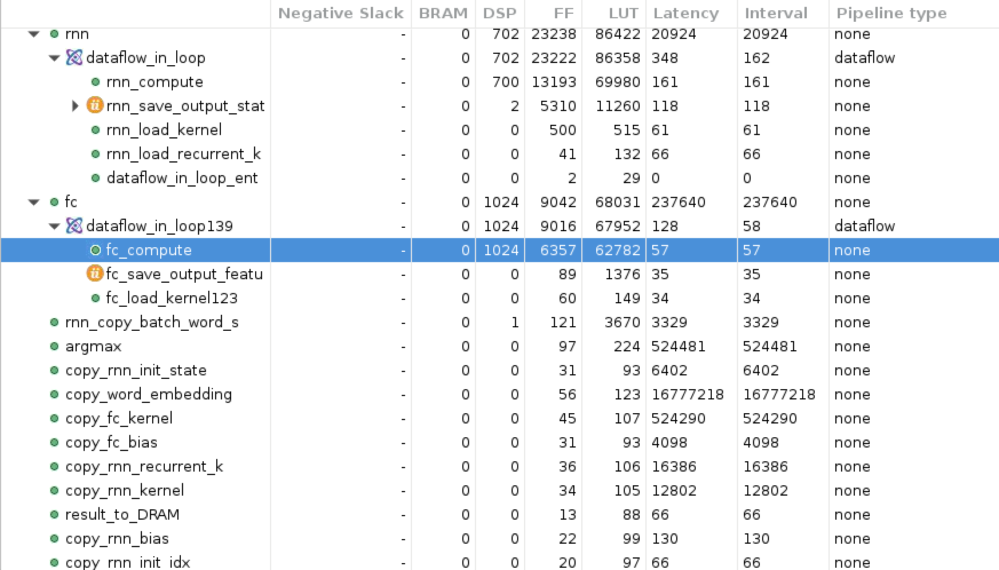 Negative Slack BRAM DSP FF LUT Latency Interval Pipeline type
rnn - 0 702 23238 86422 20924 20924 none
dataflow_in_loop - 0 702 23222 86358 348 162 dataflow
rnn_compute - 0 700 13193 69980 161 161 none
ii rnn_save_output_stat - 0 2 5310 11260 118 118 none
rnn_load_kernel - 0 0 500 515 61 61 none
rnn_load_recurrent_k - 0 0 41 132 66 66 none
dataflow_in_loop_ent - 0 0 2 29 0 0 none
fc - 0 1024 9042 68031 237640 237640 none
dataflow_in_loop139 - 0 1024 9016 67952 128 58 dataflow
fc_compute - 0 1024 6357 62782 57 57 none
ii fc_save_output_featu - 0 0 89 1376 35 35 none
fc_load_kernel123 - 0 0 60 149 34 34 none
rnn_copy_batch_word_s - 0 1 121 3670 3329 3329 none
argmax - 0 0 97 224 524481 524481 none
copy_rnn_init_state - 0 0 31 93 6402 6402 none
copy_word_embedding - 0 0 56 123 16777218 16777218 none
copy_fc_kernel - 0 0 45 107 524290 524290 none
copy_fc_bias - 0 0 31 93 4098 4098 none
copy_rnn_recurrent_k - 0 0 36 106 16386 16386 none
copy_rnn_kernel - 0 0 34 105 12802 12802 none
result_to_DRAM - 0 0 13 88 66 66 none
copy_rnn_bias - 0 0 22 99 130 130 none
copy_rnn_init_idx - 0 0 20 97 66 66 none